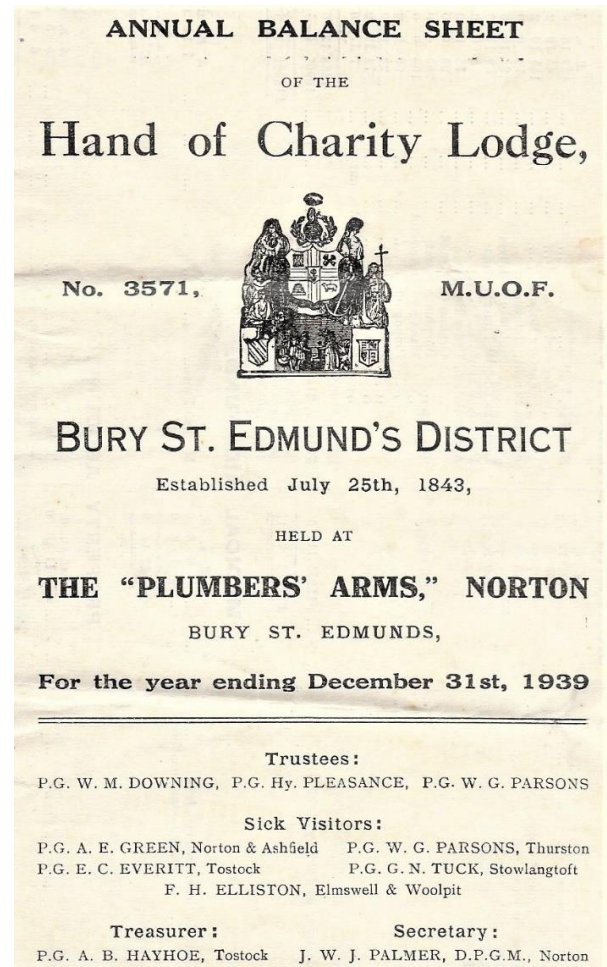 ANNUAL BALANCE SHEET
OF THE
Hand of Charity Lodge,
No. 3571, M.U.O.F.
BURY ST. EDMUND'S DISTRICT
Established July 25th, 1843,
HELD AT
THE "PLUMBERS' ARMS," NORTON
BURY ST. EDMUNDS,
For the year ending December 31st, 1939
Trustees:
P.G. W. M. DOWNING, P.G. Hy. PLEASANCE, P.G. W. G. PARSONS
Sick Visitors:
P.G. A. E. GREEN, Norton & Ashfield P.G. W. G. PARSONS, Thurston
P.G. E. C. EVERITT, Tostock P.G. G. N. TUCK, Stowlangtoft
F. H. ELLISTON, Elmswell & Woolpit
Treasurer: Secretary:
P.G. A. B. HAYHOE, Tostock J. W. J. PALMER, D.P.G.M., Norton